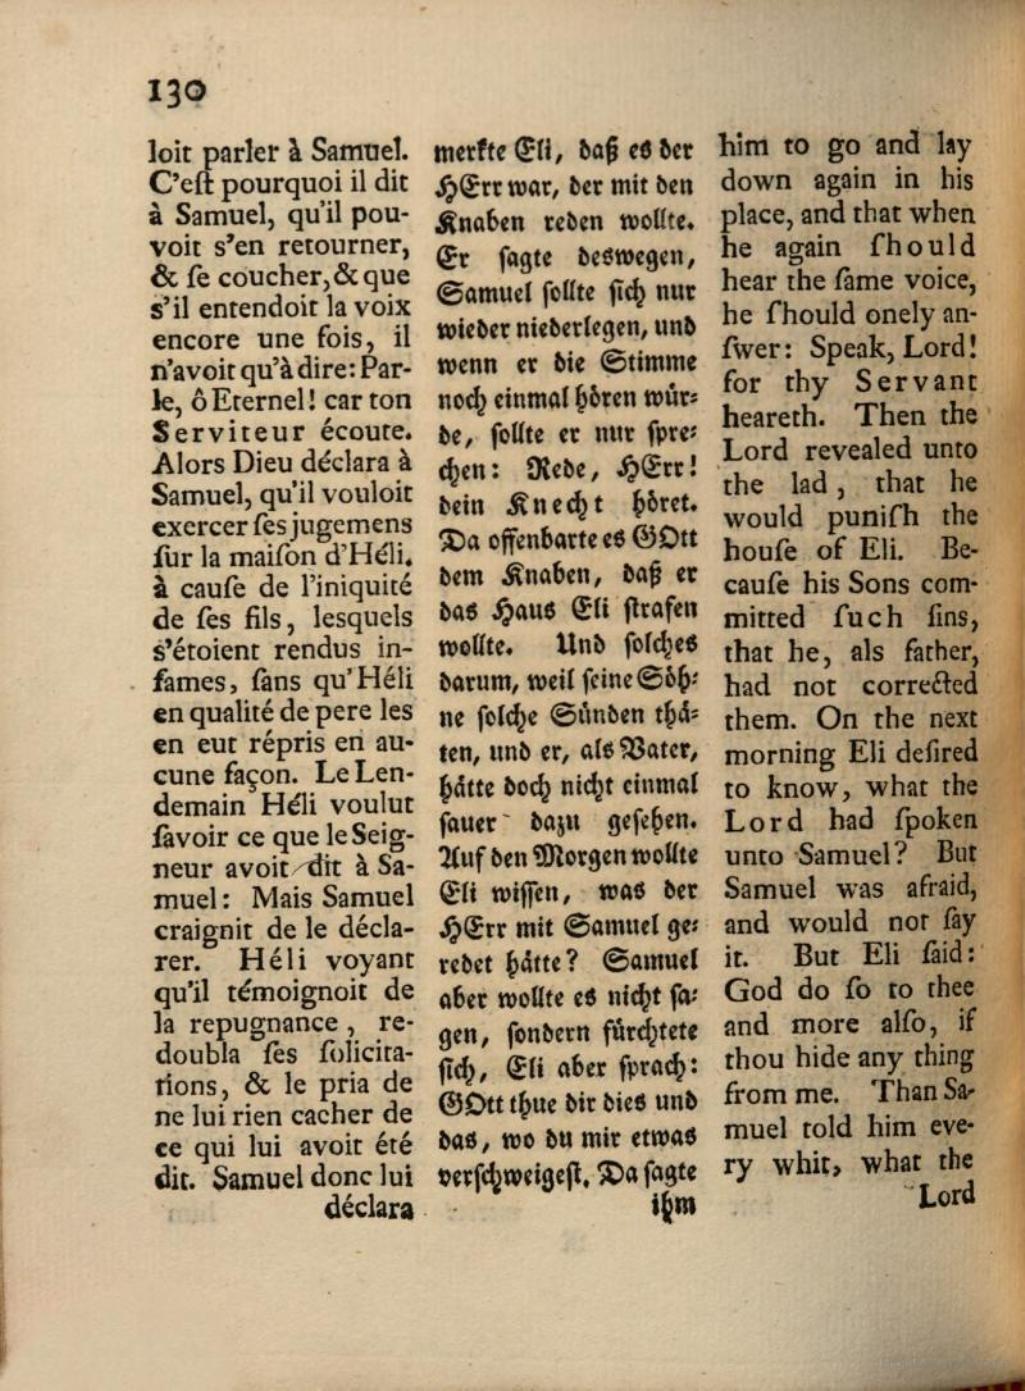 130
loit parler à Samuel.
C'eſt pourquoi il dit
à Samuel, qu'il pou-
voit s'en retourner,
& ſe coucher, & que
s'il entendoit la voix
encore une fois, il
n'avoit qu'à dire: Par-
le, ô Eternel! car ton
Serviteur écoute.
Alors Dieu déclara à
Samuel, qu'il vouloit
exercer ſes jugemens
ſur la maiſon d'Héli,
à cauſe de l'iniquité
de ſes fils, lesquels
s'étoient rendus in-
fames, ſans qu'Héli
en qualité de pere les
en eut répris en au-
cune façon. Le Len-
demain Héli voulut
ſavoir ce que le Seig-
neur avoit dit à Sa-
muel: Mais Samuel
craignit de le décla-
rer. Héli voyant
qu'il témoignoit de
la repugnance, re-
doubla ſes ſolicita-
tions, & le pria de
ne lui rien cacher de
ce qui lui avoit été
dit. Samuel donc lui
déclara
merkte Eli, daß es der
HErr war, der mit den
Knaben reden wollte.
Er ſagte deswegen,
Samuel ſollte ſich nur
wieder niederlegen, und
wenn er die Stimme
noch einmal hören wür-
de, ſollte er nur ſpre-
chen: Rede, HErr!
dein Knecht höret.
Da offenbarte es GOtt
dem Knaben, daß er
das Haus Eli ſtrafen
wollte. Und ſolches
darum, weil ſeine Söh-
ne ſolche Sünden thä-
ten, und er, als Vater,
hätte doch nicht einmal
ſauer dazu geſehen.
Auf den Morgen wollte
Eli wiſſen, was der
HErr mit Samuel ge-
redet hätte? Samuel
aber wollte es nicht ſa-
gen, ſondern fürchtete
ſich, Eli aber ſprach:
GOtt thue dir dies und
das, wo du mir etwas
verſchweigeſt. Da ſagte
ihm
him to go and lay
down again in his
place, and that when
he again ſhould
hear the ſame voice,
he ſhould onely an-
ſwer: Speak, Lord!
for thy Servant
heareth. Then the
Lord revealed unto
the lad, that he
would puniſh the
houſe of Eli. Be-
cauſe his Sons com-
mitted ſuch ſins,
that he, als father,
had not corrected
them. On the next
morning Eli deſired
to know, what the
Lord had ſpoken
unto Samuel? But
Samuel was afraid,
and would not ſay
it. But Eli ſaid:
God do ſo to thee
and more alſo, if
thou hide any thing
from me. Than Sa-
muel told him eve-
ry whit, what the
Lord